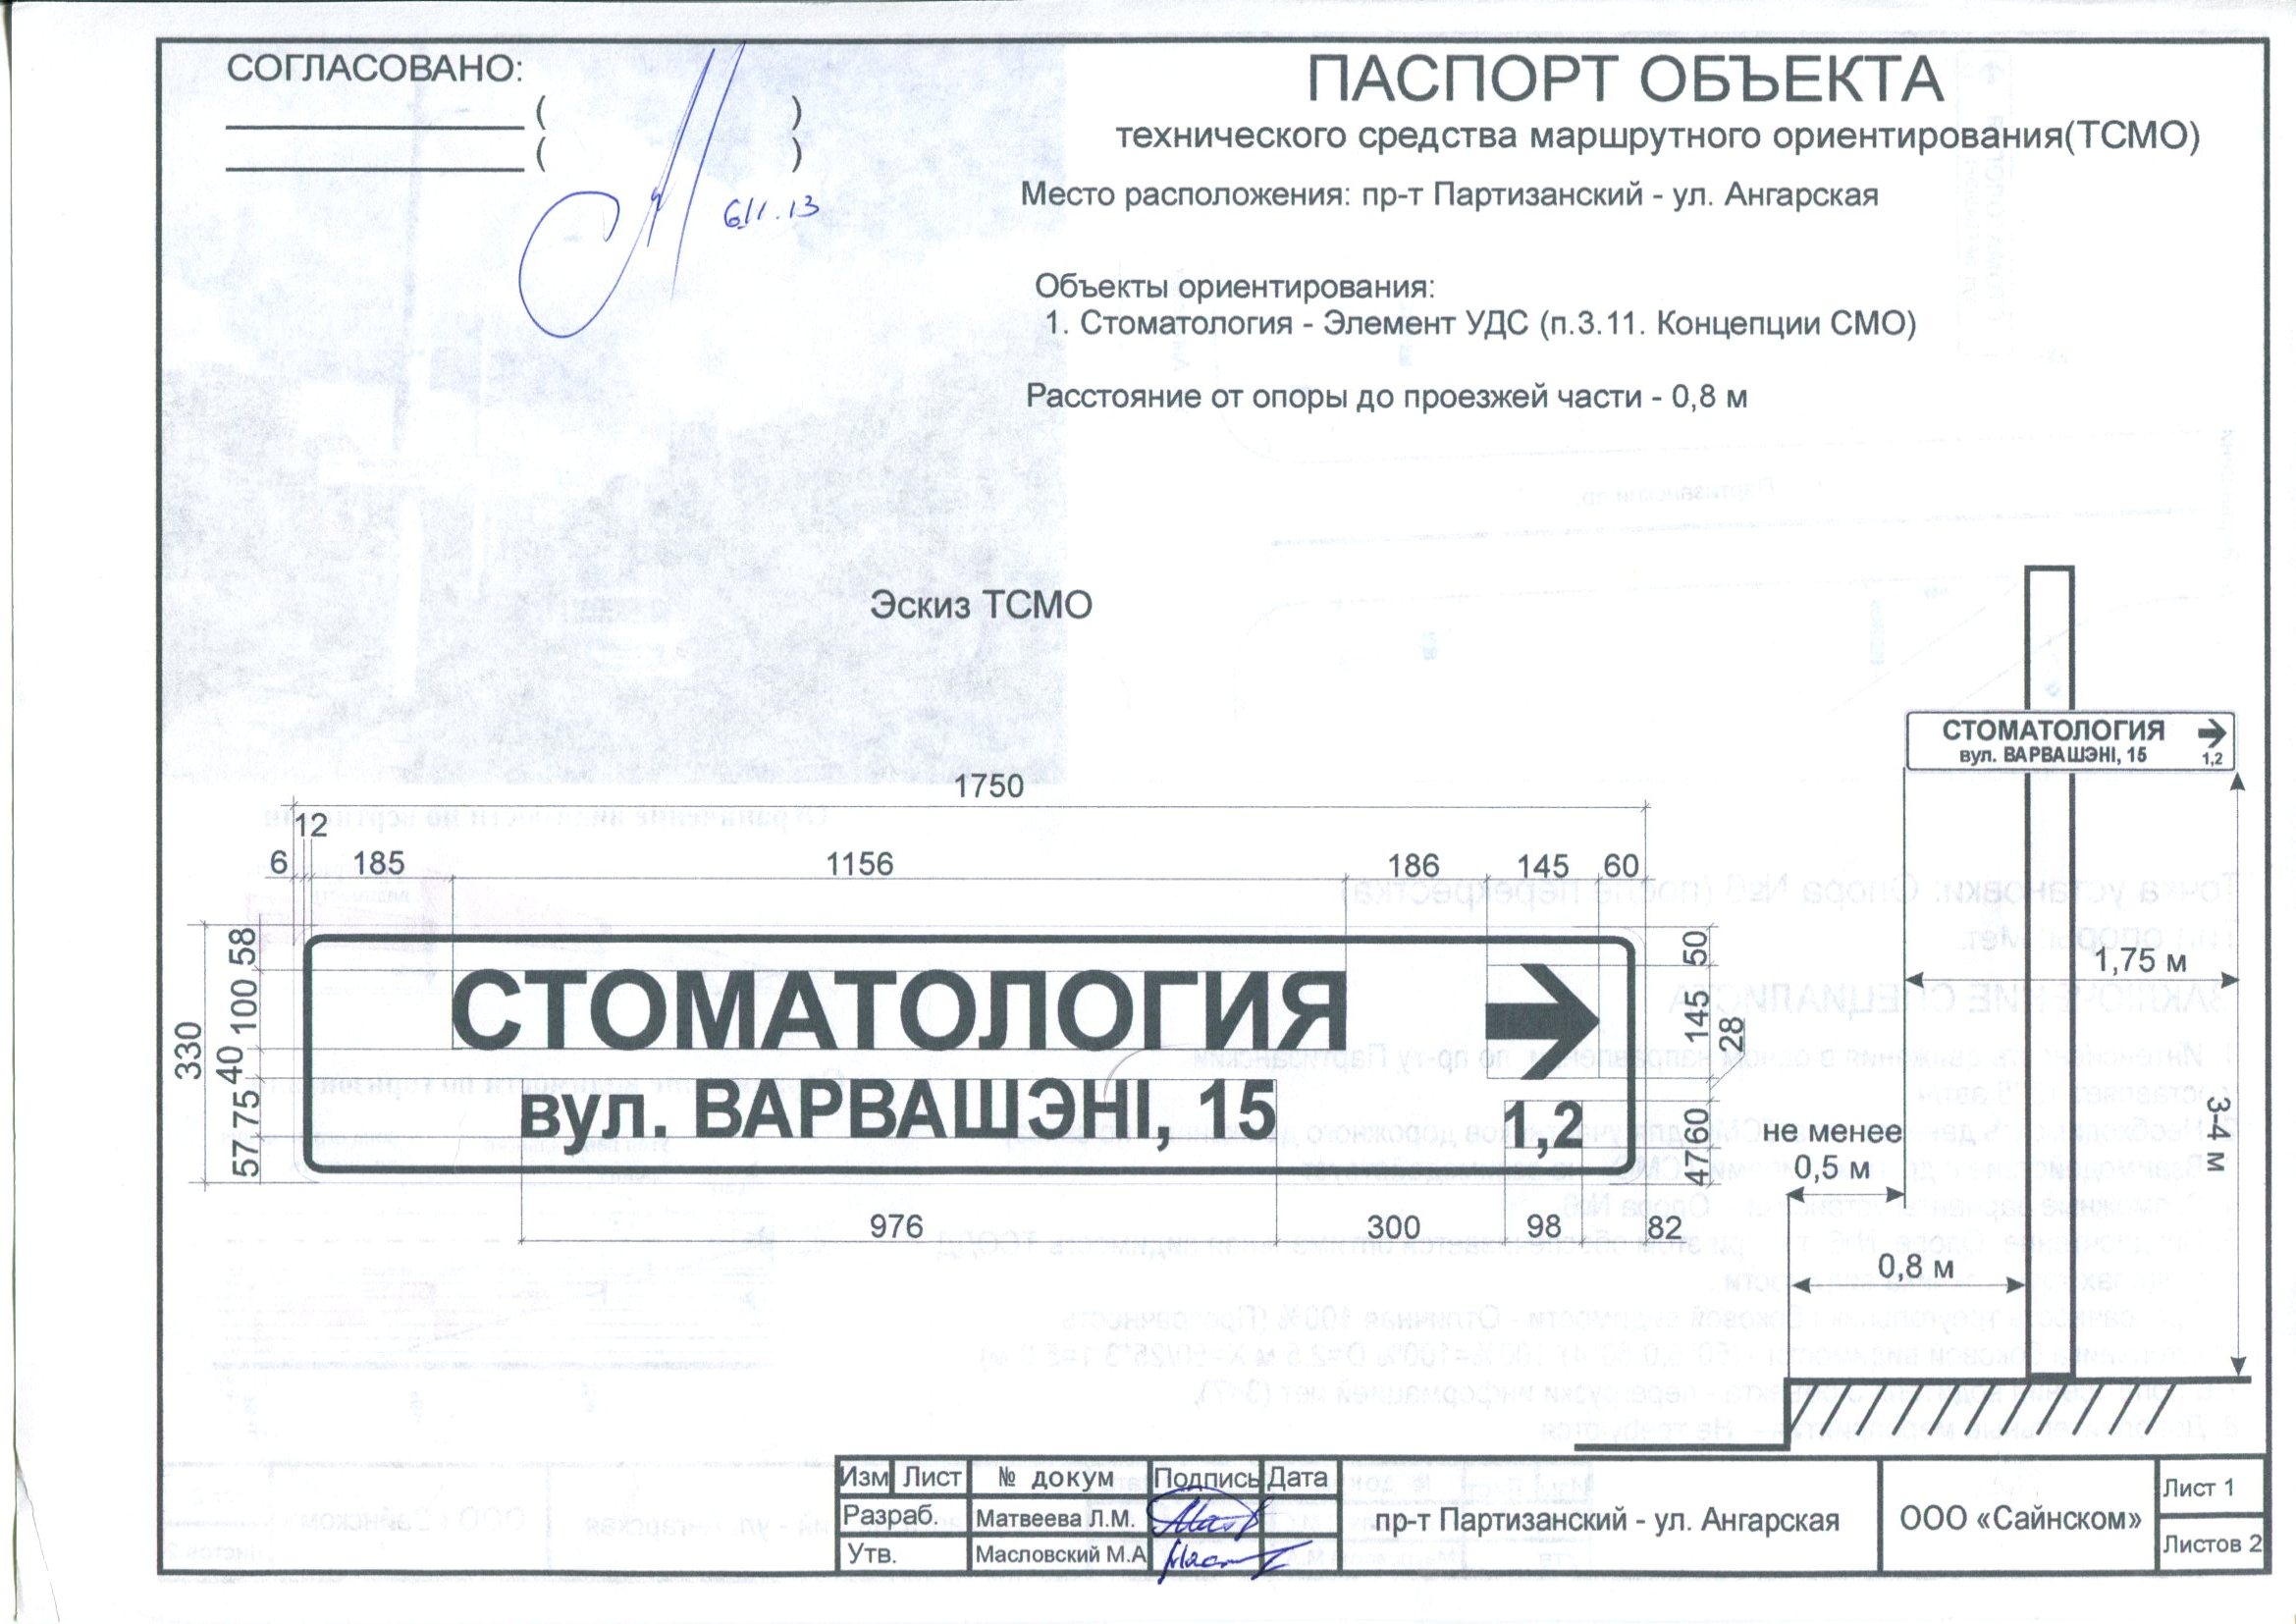 СОГЛАСОВАНО:
( )
( )
6/1.13
ПАСПОРТ ОБЪЕКТА
технического средства маршрутного ориентирования(ТСМО)
Место расположения: пр-т Партизанский - ул. Ангарская
Объекты ориентирования:
1. Стоматология - Элемент УДС (п.3.11. Концепции СМО)
Расстояние от опоры до проезжей части - 0,8 м
Эскиз ТСМО
СТОМАТОЛОГИЯ
вул. ВАРВАШЭНІ, 15 1,2
1750
12
6 185 1156 186 145 60
330
58
100
40
75
57
СТОМАТОЛОГИЯ
вул. ВАРВАШЭНІ, 15 1,2
50
145
28
60
47
976 300 98 82
1,75 м
3-4 м
не менее
0,5 м
0,8 м
Изм Лист № докум Подпись Дата
Разраб. Матвеева Л.М.
Утв. Масловский М.А
пр-т Партизанский - ул. Ангарская
ООО «Сайнском»
Лист 1
Листов 2